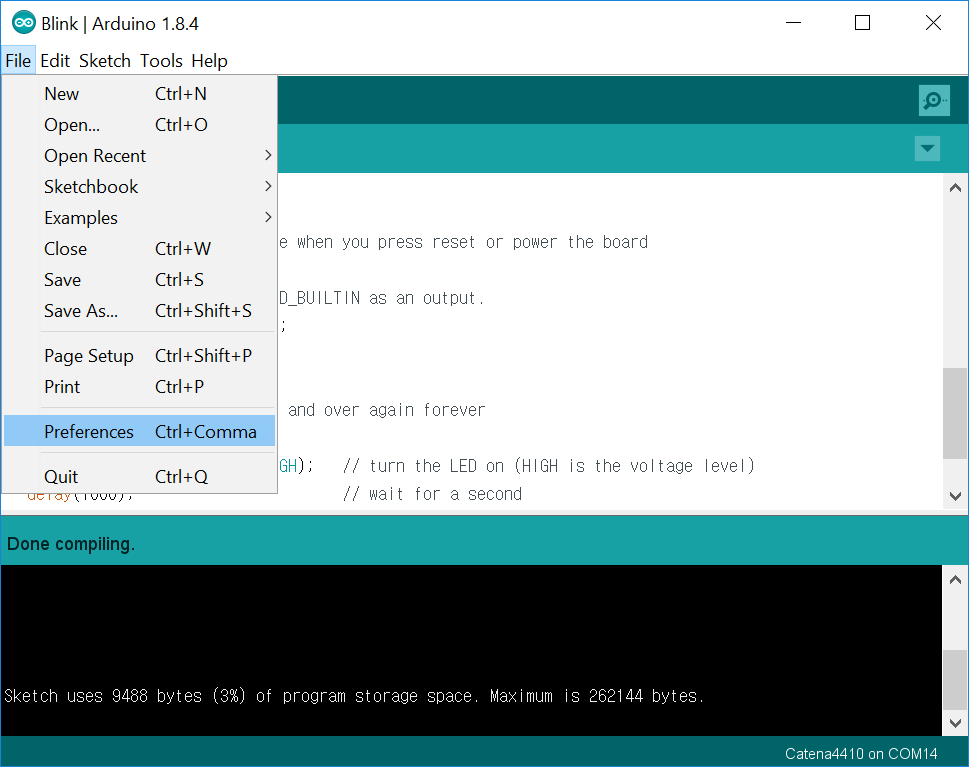 Blink | Arduino 1.8.4
File Edit Sketch Tools Help
New Ctrl+N
Open... Ctrl+O
Open Recent
Sketchbook
Examples
Close Ctrl+W
Save Ctrl+S
Save As... Ctrl+Shift+S
Page Setup Ctrl+Shift+P
Print Ctrl+P
Preferences Ctrl+Comma
Quit Ctrl+Q
e when you press reset or power the board
D_BUILTIN as an output.
;
and over again forever
GH); // turn the LED on (HIGH is the voltage level)
delay(1000); // wait for a second
Done compiling.
Sketch uses 9488 bytes (3%) of program storage space. Maximum is 262144 bytes.
Catena4410 on COM14